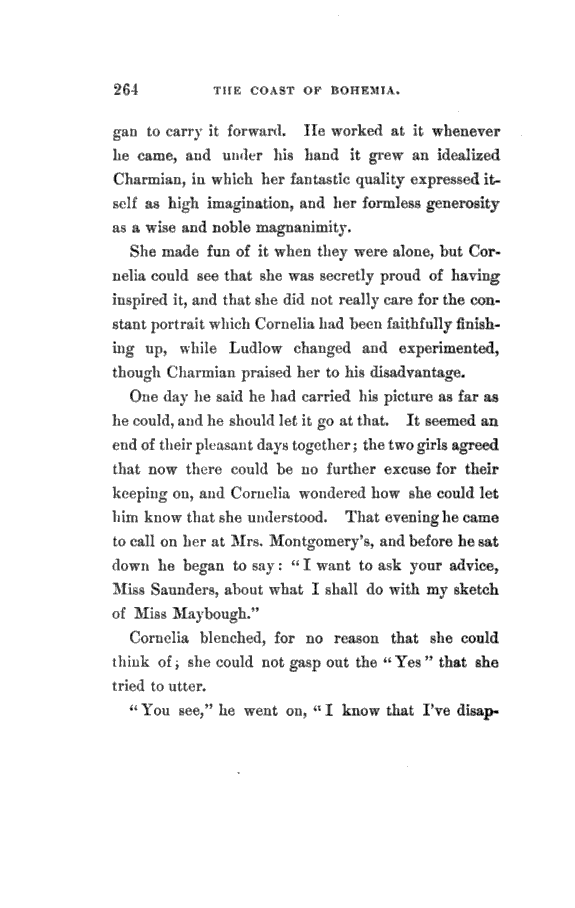 264 THE COAST OF BOHEMIA.
gan to carry it forward. He worked at it whenever
he came, and under his hand it grew an idealized
Charmian, in which her fantastic quality expressed it-
self as high imagination, and her formless generosity
as a wise and noble magnanimity.
She made fun of it when they were alone, but Cor-
nelia could see that she was secretly proud of having
inspired it, and that she did not really care for the con-
stant portrait which Cornelia had been faithfully finish-
ing up, while Ludlow changed and experimented,
though Charmian praised her to his disadvantage.
One day he said he had carried his picture as far as
he could, and he should let it go at that. It seemed an
end of their pleasant days together; the two girls agreed
that now there could be no further excuse for their
keeping on, and Cornelia wondered how she could let
him know that she understood. That evening he came
to call on her at Mrs. Montgomery's, and before he sat
down he began to say: "I want to ask your advice,
Miss Saunders, about what I shall do with my sketch
of Miss Maybough."
Cornelia blenched, for no reason that she could
think of; she could not gasp out the "Yes" that she
tried to utter.
"You see," he went on, "I know that I've disap-